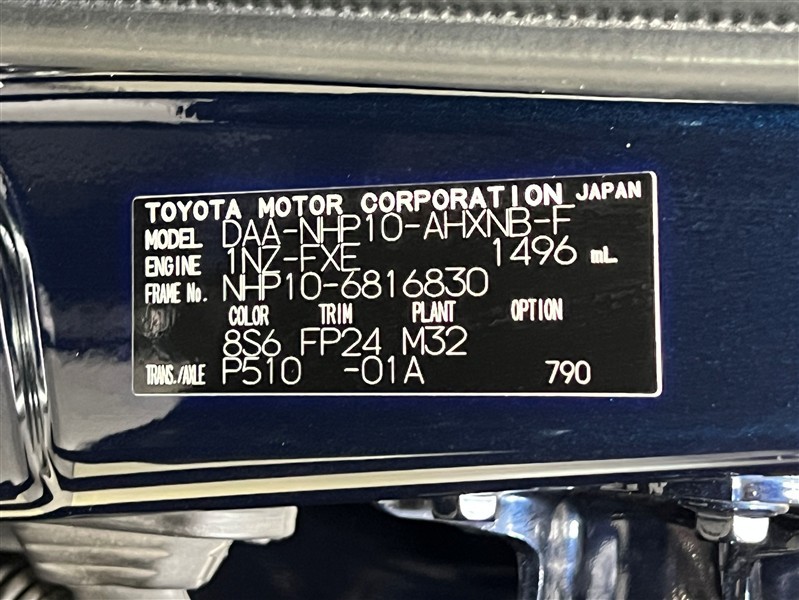 TOYOTA MOTOR CORPORATION JAPAN
MODEL DAA-NHP10-AHXNB-F
ENGINE 1NZ-FXE 1496 mL
FRAME No. NHP10-6816830
COLOR TRIM PLANT OPTION
8S6 FP24 M32
TRANS./AXLE P510 -01A 790